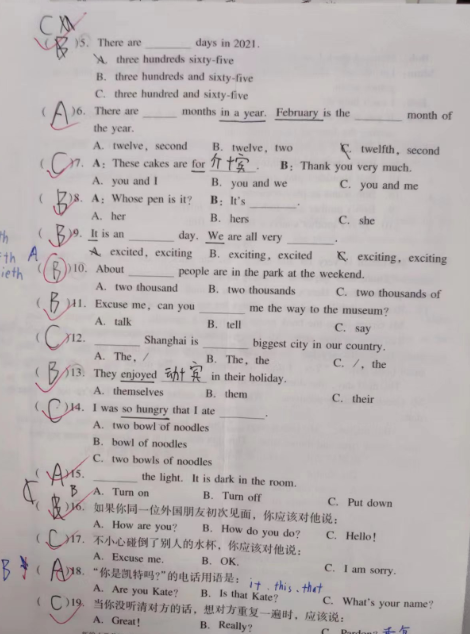 C
( B )5. There are ______ days in 2021.
A. three hundreds sixty-five
B. three hundreds and sixty-five
C. three hundred and sixty-five
( A )6. There are ______ months in a year. February is the ______ month of
the year.
A. twelve, second B. twelve, two C. twelfth, second
( C )7. A: These cakes are for 介+宾. B: Thank you very much.
A. you and I B. you and we C. you and me
( B )8. A: Whose pen is it? B: It's ______.
A. her B. hers C. she
( B )9. It is an ______ day. We are all very ______.
A. excited, exciting B. exciting, excited C. exciting, exciting
A
ieth
( B )10. About ______ people are in the park at the weekend.
A. two thousand B. two thousands C. two thousands of
( B )11. Excuse me, can you ______ me the way to the museum?
A. talk B. tell C. say
( C )12. ______ Shanghai is ______ biggest city in our country.
A. The, / B. The, the C. /, the
( B )13. They enjoyed 动+宾 in their holiday.
A. themselves B. them C. their
( C )14. I was so hungry that I ate ______.
A. two bowl of noodles
B. bowl of noodles
C. two bowls of noodles
( A )15. ______ the light. It is dark in the room.
A. Turn on B. Turn off C. Put down
( B )16. 如果你同一位外国朋友初次见面，你应该对他说：
B
A. How are you? B. How do you do? C. Hello!
( C )17. 不小心碰倒了别人的水杯，你应该对他说：
A. Excuse me. B. OK. C. I am sorry.
B ( A )18. “你是凯特吗?”的电话用语是： it . this . that
A. Are you Kate? B. Is that Kate? C. What's your name?
( C )19. 当你没听清对方的话，想对方重复一遍时，应该说：
A. Great! B. Really? C. Pardon?